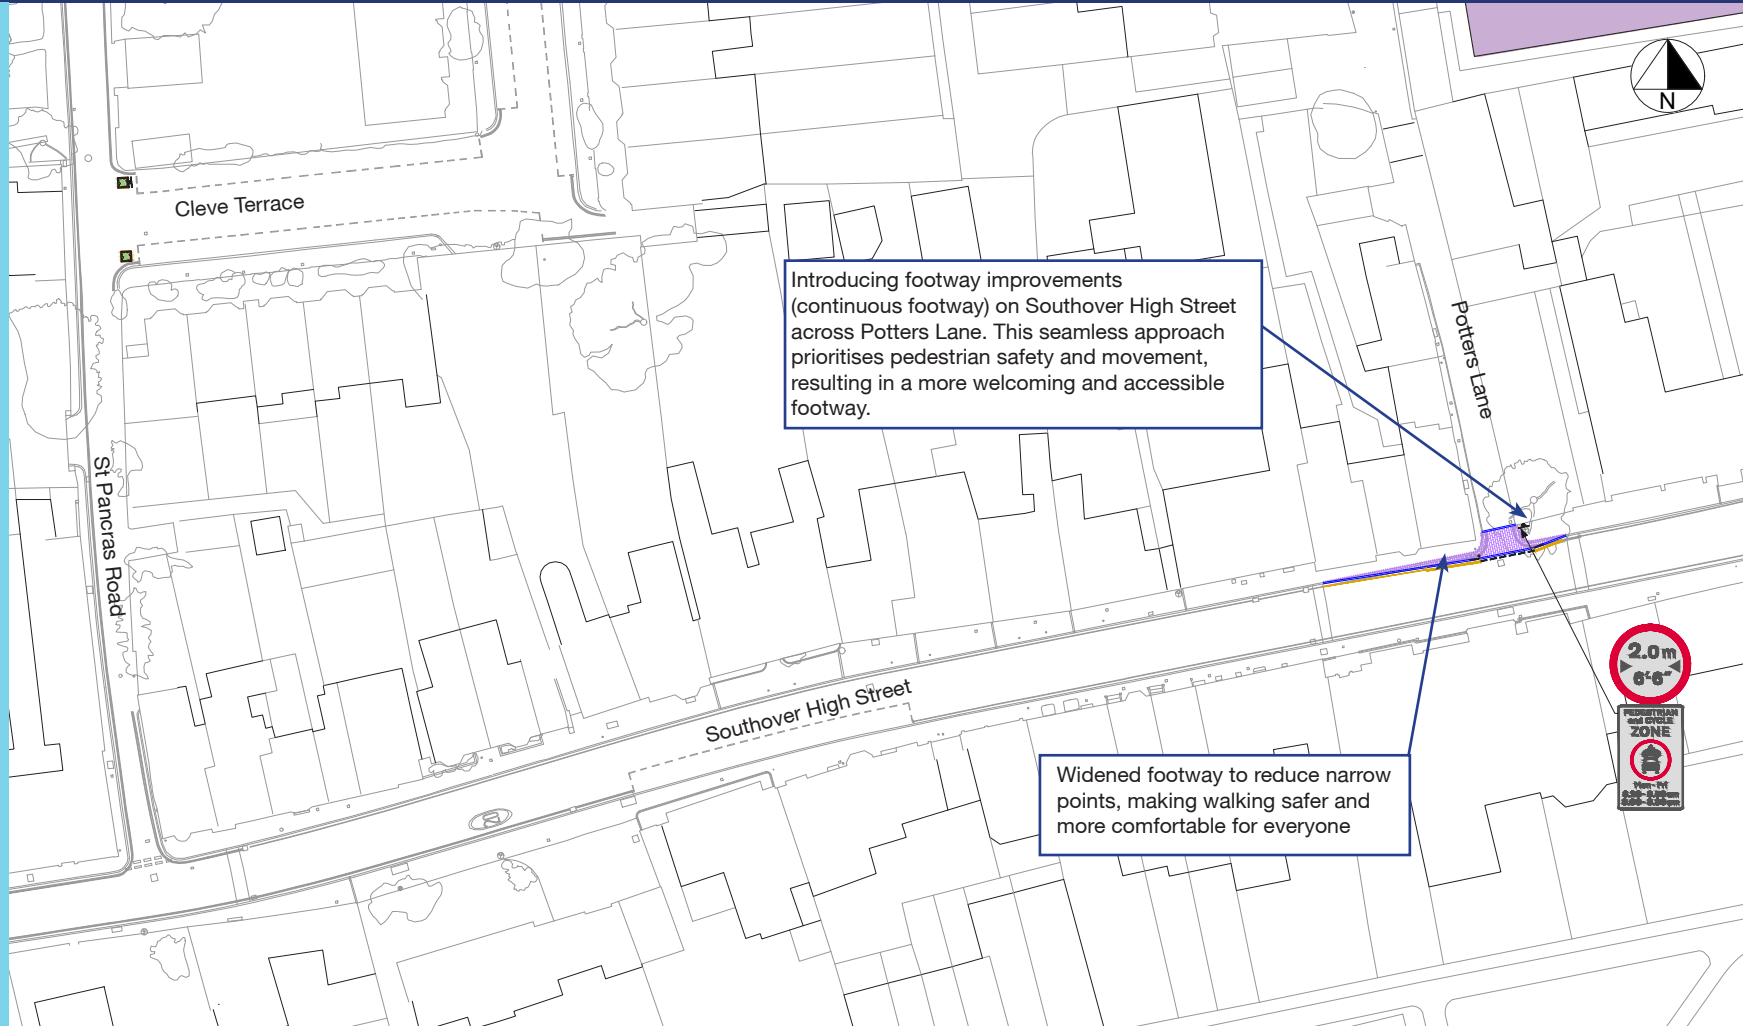 N
Cleve Terrace
Introducing footway improvements
(continuous footway) on Southover High Street
across Potters Lane. This seamless approach
prioritises pedestrian safety and movement,
resulting in a more welcoming and accessible
footway.
Potters Lane
St Pancras Road
Southover High Street
2.0m
6'6"
PEDESTRIAN
and CYCLE
ZONE
Mon-Fri
Widened footway to reduce narrow
points, making walking safer and
more comfortable for everyone